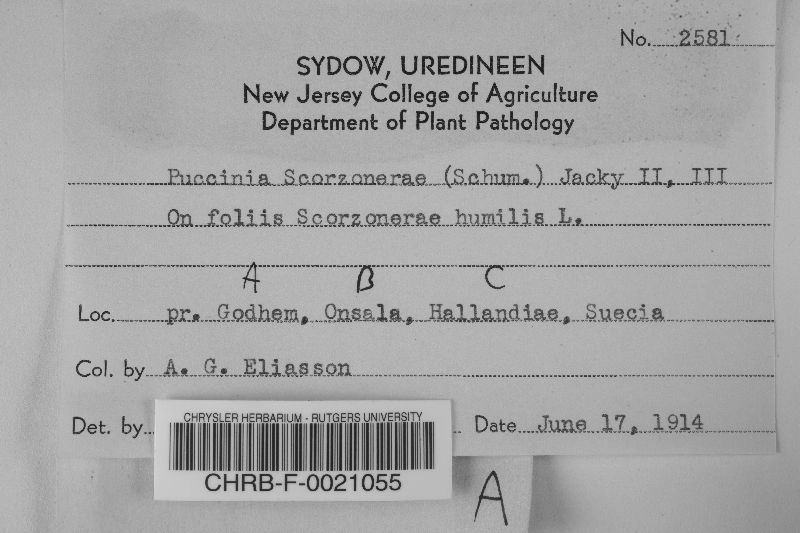 No. 2581
SYDOW, UREDINEEN
New Jersey College of Agriculture
Department of Plant Pathology
Puccinia Scorzonerae (Schum.) Jacky II, III
On foliis Scorzonerae humilis L.
A B C
Loc. pr. Godhem, Onsala, Hallandiae, Suecia
Col. by A. G. Eliasson
Det. by Date June 17, 1914
CHRYSLER HERBARIUM - RUTGERS UNIVERSITY
CHRB-F-0021055
A